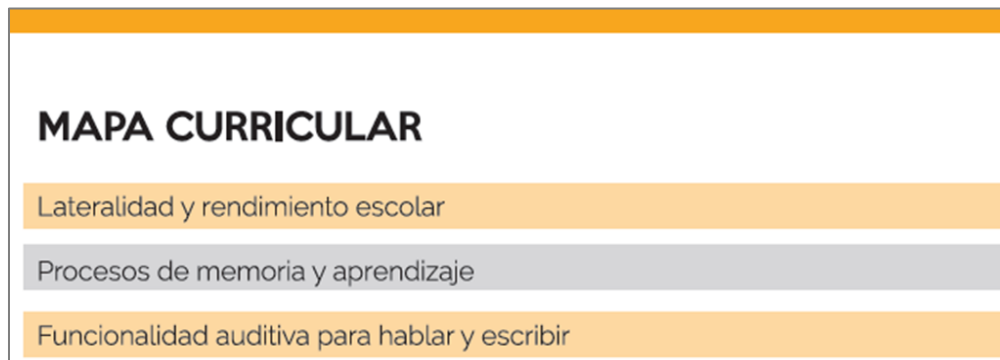 MAPA CURRICULAR
Lateralidad y rendimiento escolar
Procesos de memoria y aprendizaje
Funcionalidad auditiva para hablar y escribir